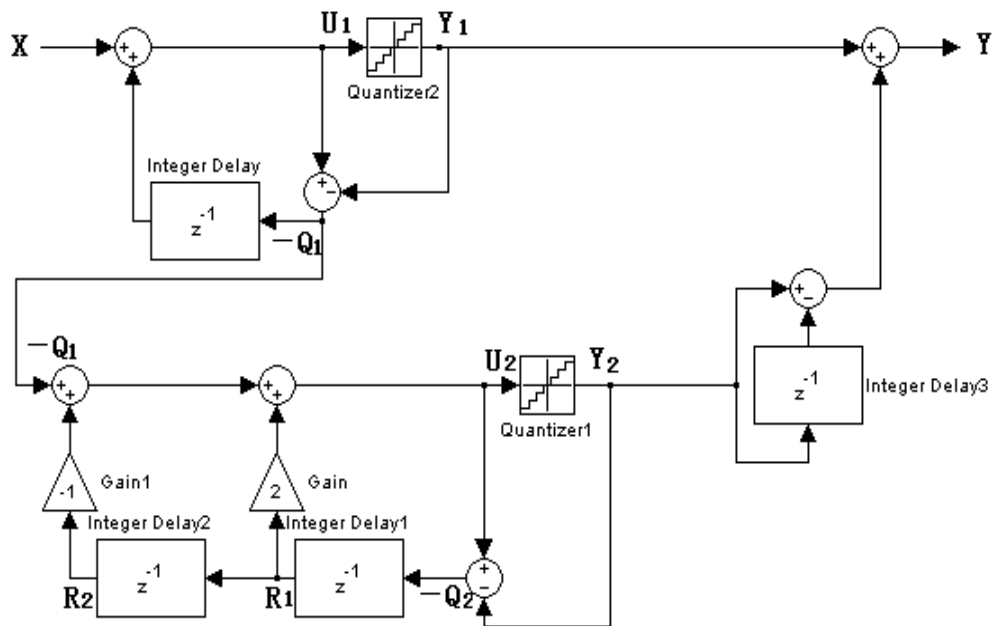 X
U1
Y1
Y
Quantizer2
Integer Delay
z-1
−Q1
−Q1
U2
Y2
z-1
Integer Delay3
Quantizer1
-1
Gain1
2
Gain
Integer Delay2
Integer Delay1
z-1
z-1
R2
R1
−Q2